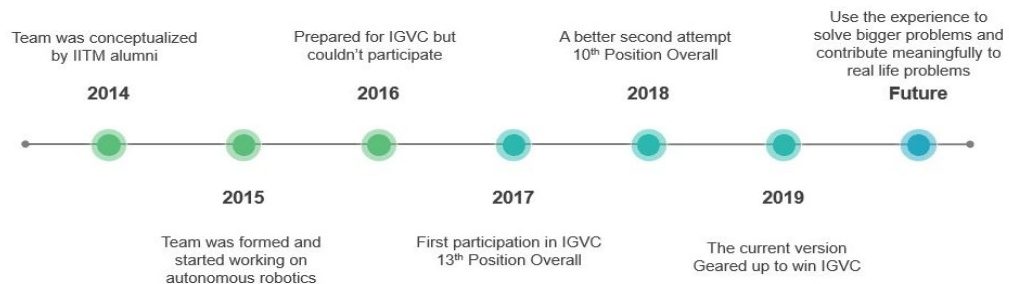 Team was conceptualized
by IITM alumni
2014
2015
Team was formed and
started working on
autonomous robotics
Prepared for IGVC but
couldn't participate
2016
2017
First participation in IGVC
13th Position Overall
A better second attempt
10th Position Overall
2018
2019
The current version
Geared up to win IGVC
Use the experience to
solve bigger problems and
contribute meaningfully to
real life problems
Future